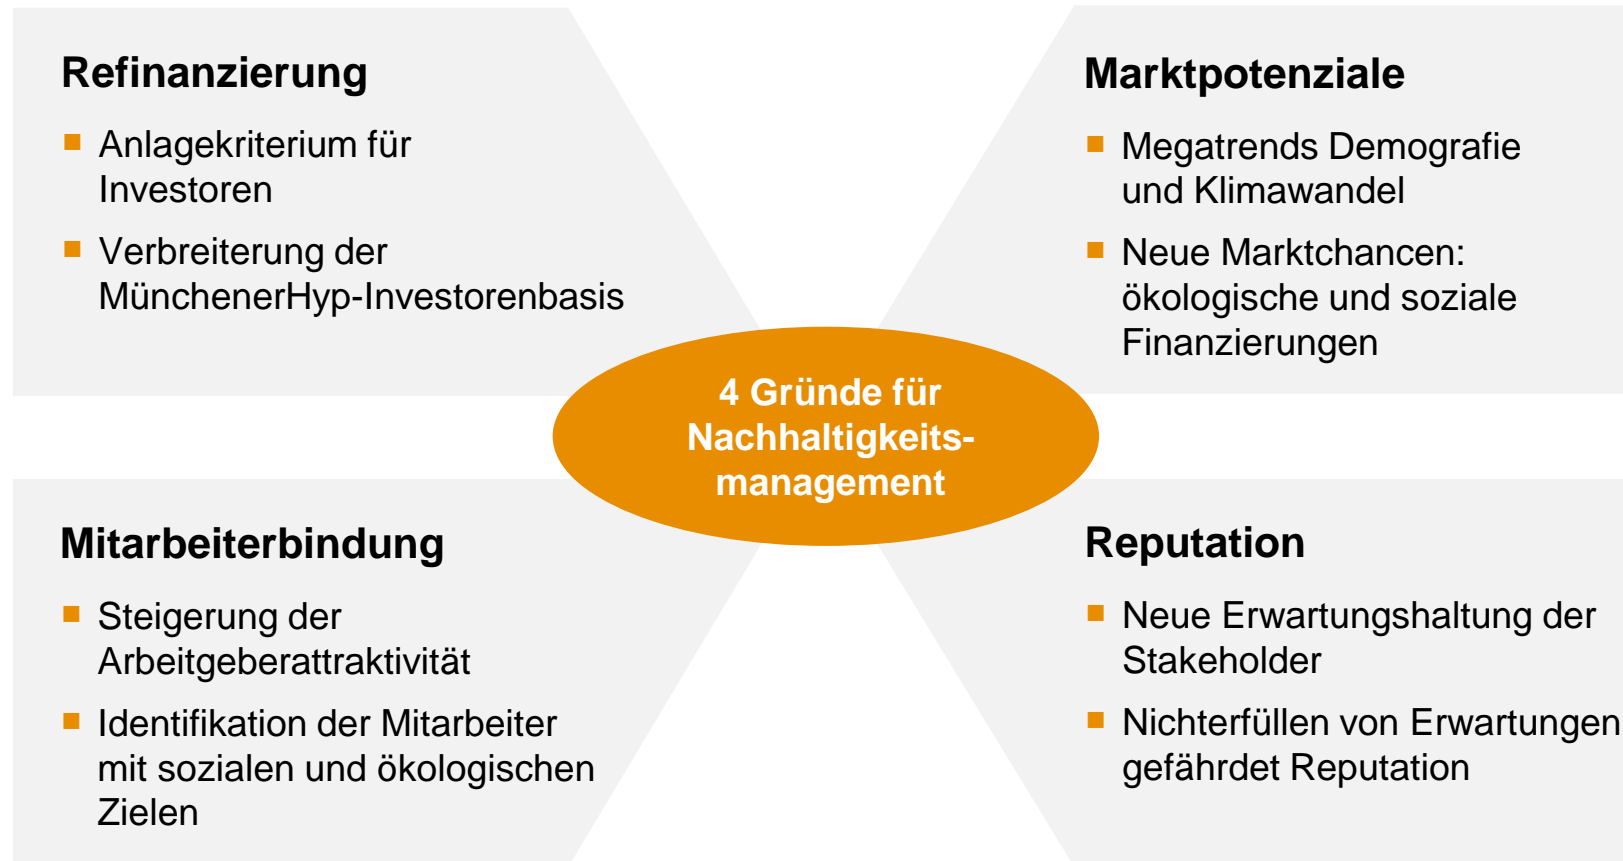 Refinanzierung
Anlagekriterium für
Investoren
Verbreiterung der
MünchenerHyp-Investorenbasis
Marktpotenziale
Megatrends Demografie
und Klimawandel
Neue Marktchancen:
ökologische und soziale
Finanzierungen
4 Gründe für
Nachhaltigkeits-
management
Mitarbeiterbindung
Steigerung der
Arbeitgeberattraktivität
Identifikation der Mitarbeiter
mit sozialen und ökologischen
Zielen
Reputation
Neue Erwartungshaltung der
Stakeholder
Nichterfüllen von Erwartungen
gefährdet Reputation